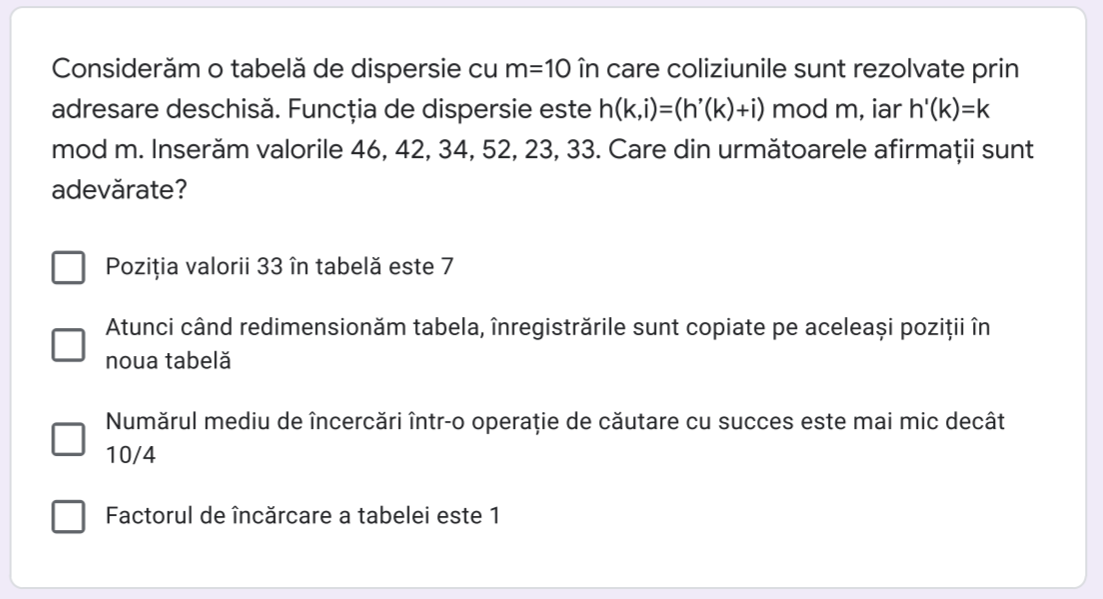 Considerăm o tabelă de dispersie cu m=10 în care coliziunile sunt rezolvate prin
adresare deschisă. Funcția de dispersie este h(k,i)=(h’(k)+i) mod m, iar h'(k)=k
mod m. Inserăm valorile 46, 42, 34, 52, 23, 33. Care din următoarele afirmații sunt
adevărate?
Poziția valorii 33 în tabelă este 7
Atunci când redimensionăm tabela, înregistrările sunt copiate pe aceleași poziții în
noua tabelă
Numărul mediu de încercări într-o operație de căutare cu succes este mai mic decât
10/4
Factorul de încărcare a tabelei este 1